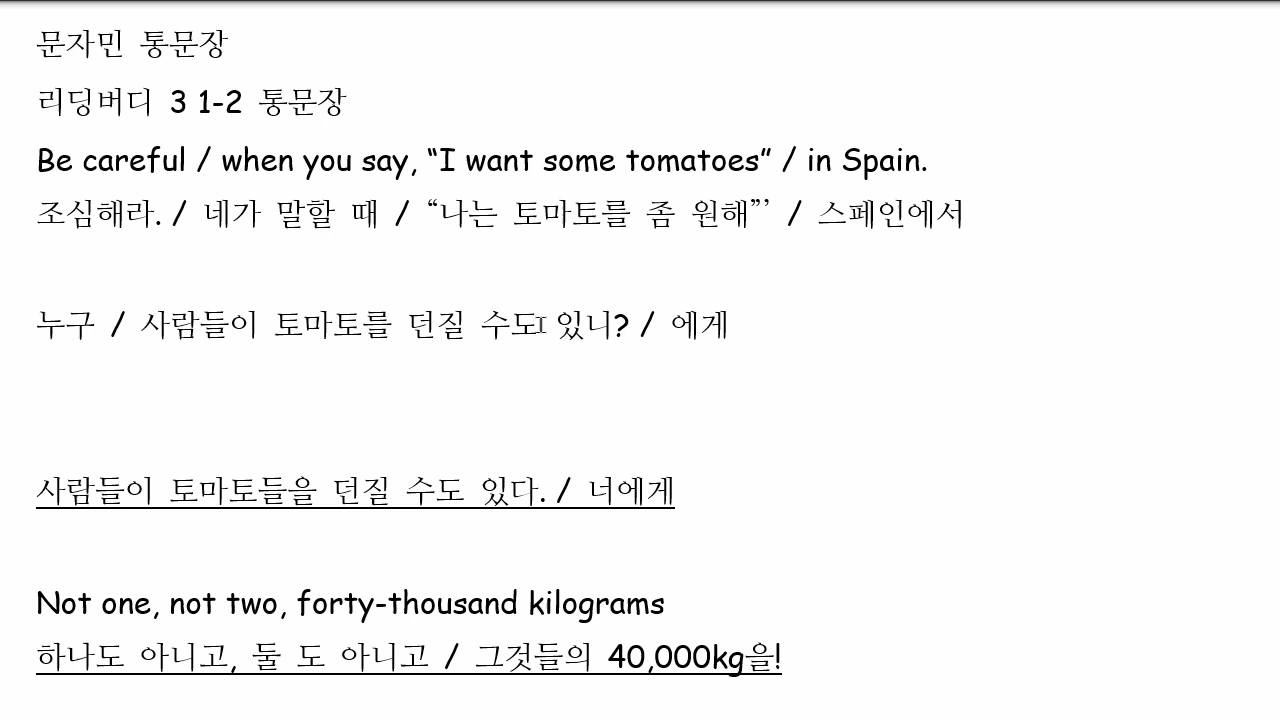 문자민 통문장
리딩버디 3 1-2 통문장
Be careful / when you say, “I want some tomatoes” / in Spain.
조심해라. / 네가 말할 때 / “나는 토마토를 좀 원해”’ / 스페인에서
누구 / 사람들이 토마토를 던질 수도 있니? / 에게
사람들이 토마토들을 던질 수도 있다. / 너에게
Not one, not two, forty-thousand kilograms
하나도 아니고, 둘 도 아니고 / 그것들의 40,000kg을!